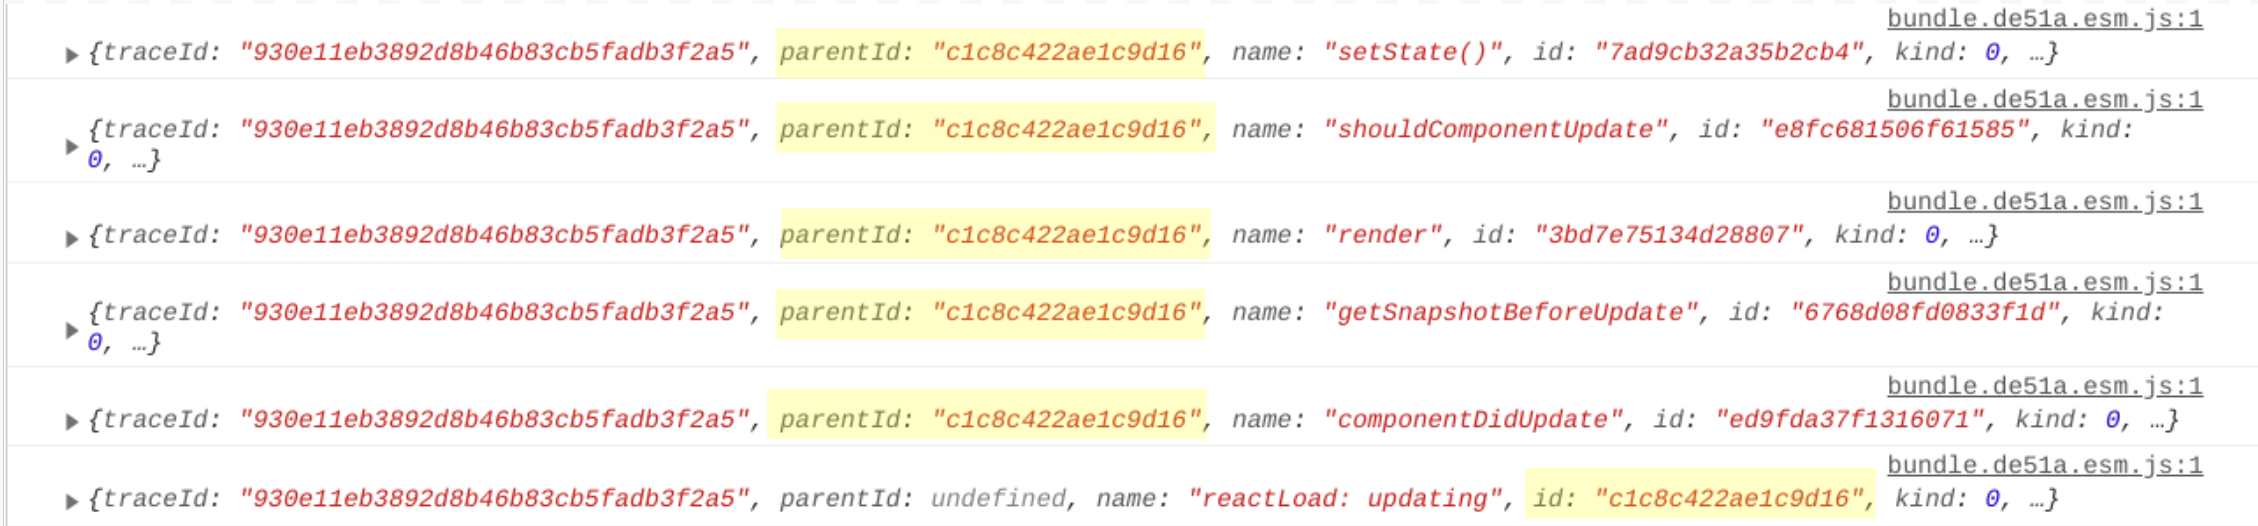 bundle.de51a.esm.js:1
▶ {traceId: "930e11eb3892d8b46b83cb5fadb3f2a5", parentId: "c1c8c422ae1c9d16", name: "setState()", id: "7ad9cb32a35b2cb4", kind: 0, …}
bundle.de51a.esm.js:1
▶ {traceId: "930e11eb3892d8b46b83cb5fadb3f2a5", parentId: "c1c8c422ae1c9d16", name: "shouldComponentUpdate", id: "e8fc681506f61585", kind:
0, …}
bundle.de51a.esm.js:1
▶ {traceId: "930e11eb3892d8b46b83cb5fadb3f2a5", parentId: "c1c8c422ae1c9d16", name: "render", id: "3bd7e75134d28807", kind: 0, …}
bundle.de51a.esm.js:1
▶ {traceId: "930e11eb3892d8b46b83cb5fadb3f2a5", parentId: "c1c8c422ae1c9d16", name: "getSnapshotBeforeUpdate", id: "6768d08fd0833f1d", kind:
0, …}
bundle.de51a.esm.js:1
▶ {traceId: "930e11eb3892d8b46b83cb5fadb3f2a5", parentId: "c1c8c422ae1c9d16", name: "componentDidUpdate", id: "ed9fda37f1316071", kind: 0, …}
bundle.de51a.esm.js:1
▶ {traceId: "930e11eb3892d8b46b83cb5fadb3f2a5", parentId: undefined, name: "reactLoad: updating", id: "c1c8c422ae1c9d16", kind: 0, …}